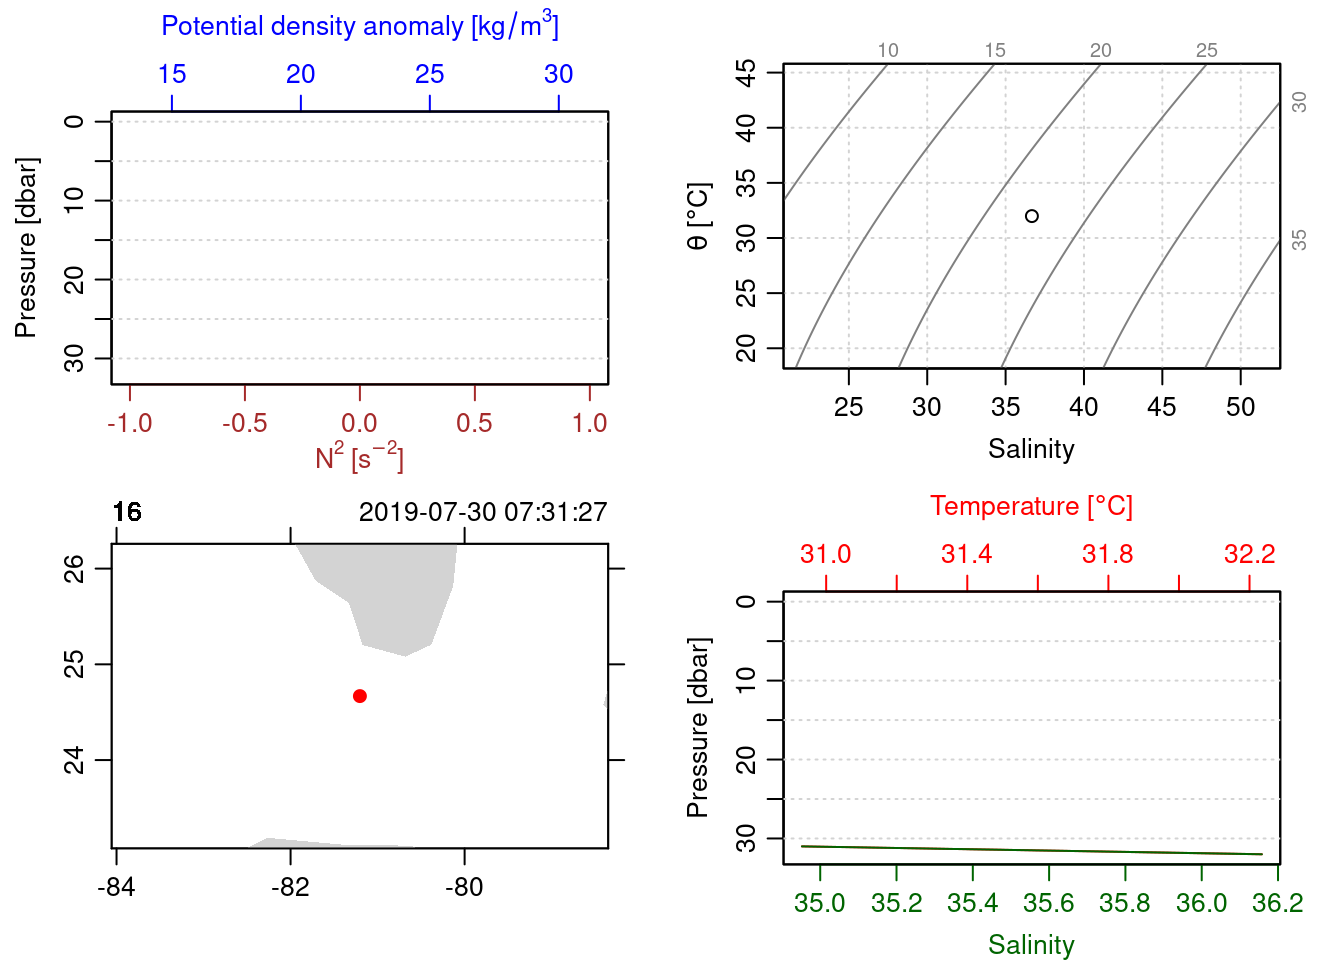 Potential density anomaly [kg/m³]
15 20 25 30
0
10
20
30
Pressure [dbar]
-1.0 -0.5 0.0 0.5 1.0
N² [s⁻²]
10 15 20 25
30
35
45
40
35
30
25
20
θ [°C]
25 30 35 40 45 50
Salinity
16 2019-07-30 07:31:27
26
25
24
-84 -82 -80
Temperature [°C]
31.0 31.4 31.8 32.2
0
10
20
30
Pressure [dbar]
35.0 35.2 35.4 35.6 35.8 36.0 36.2
Salinity